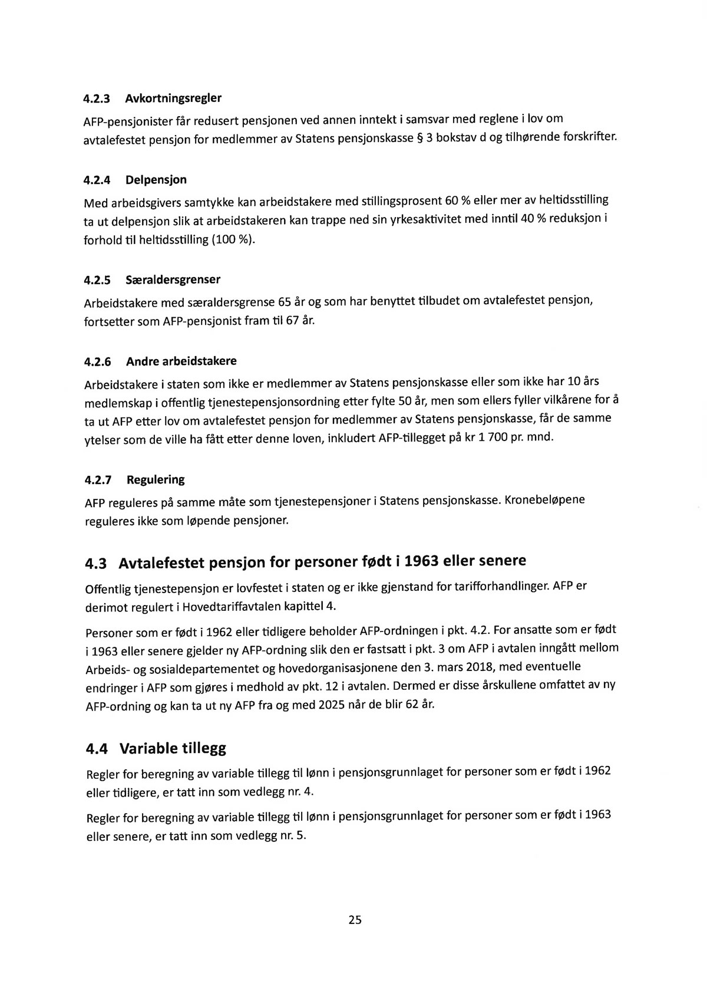 4.2.3 Avkortningsregler
AFP-pensjonister får redusert pensjonen ved annen inntekt i samsvar med reglene i lov om
avtalefestet pensjon for medlemmer av Statens pensjonskasse § 3 bokstav d og tilhørende forskrifter.
4.2.4 Delpensjon
Med arbeidsgivers samtykke kan arbeidstakere med stillingsprosent 60 % eller mer av heltidsstilling
ta ut delpensjon slik at arbeidstakeren kan trappe ned sin yrkesaktivitet med inntil 40 % reduksjon i
forhold til heltidsstilling (100 %).
4.2.5 Særaldersgrenser
Arbeidstakere med særaldersgrense 65 år og som har benyttet tilbudet om avtalefestet pensjon,
fortsetter som AFP-pensjonist fram til 67 år.
4.2.6 Andre arbeidstakere
Arbeidstakere i staten som ikke er medlemmer av Statens pensjonskasse eller som ikke har 10 års
medlemskap i offentlig tjenestepensjonsordning etter fylte 50 år, men som ellers fyller vilkårene for å
ta ut AFP etter lov om avtalefestet pensjon for medlemmer av Statens pensjonskasse, får de samme
ytelser som de ville ha fått etter denne loven, inkludert AFP-tillegget på kr 1 700 pr. mnd.
4.2.7 Regulering
AFP reguleres på samme måte som tjenestepensjoner i Statens pensjonskasse. Kronebeløpene
reguleres ikke som løpende pensjoner.
4.3 Avtalefestet pensjon for personer født i 1963 eller senere
Offentlig tjenestepensjon er lovfestet i staten og er ikke gjenstand for tarifforhandlinger. AFP er
derimot regulert i Hovedtariffavtalen kapittel 4.
Personer som er født i 1962 eller tidligere beholder AFP-ordningen i pkt. 4.2. For ansatte som er født
i 1963 eller senere gjelder ny AFP-ordning slik den er fastsatt i pkt. 3 om AFP i avtalen inngått mellom
Arbeids- og sosialdepartementet og hovedorganisasjonene den 3. mars 2018, med eventuelle
endringer i AFP som gjøres i medhold av pkt. 12 i avtalen. Dermed er disse årskullene omfattet av ny
AFP-ordning og kan ta ut ny AFP fra og med 2025 når de blir 62 år.
4.4 Variable tillegg
Regler for beregning av variable tillegg til lønn i pensjonsgrunnlaget for personer som er født i 1962
eller tidligere, er tatt inn som vedlegg nr. 4.
Regler for beregning av variable tillegg til lønn i pensjonsgrunnlaget for personer som er født i 1963
eller senere, er tatt inn som vedlegg nr. 5.
25